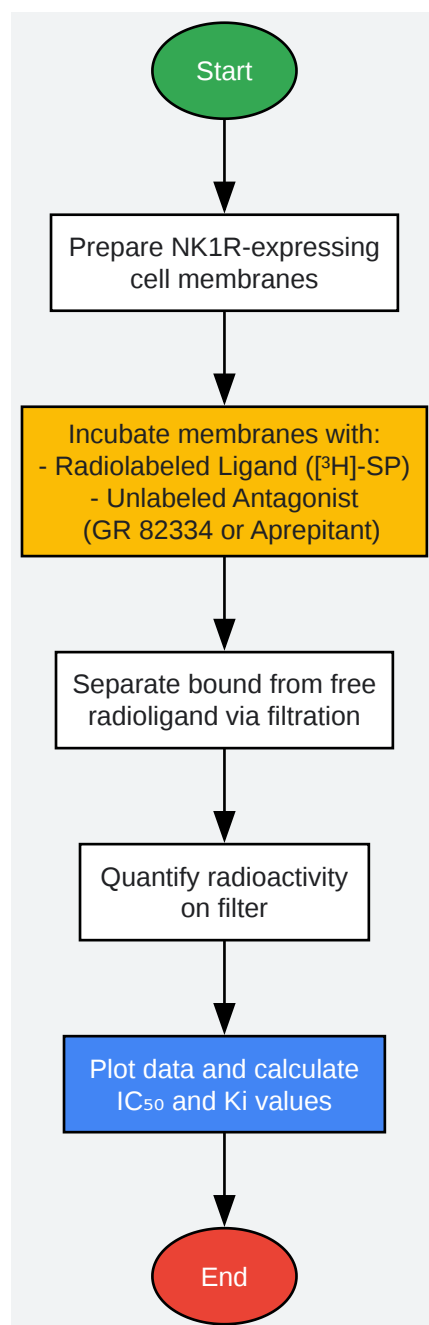 Start
Prepare NK1R-expressing
cell membranes
Incubate membranes with:
- Radiolabeled Ligand ([³H]-SP)
- Unlabeled Antagonist
(GR 82334 or Aprepitant)
Separate bound from free
radioligand via filtration
Quantify radioactivity
on filter
Plot data and calculate
IC₅₀ and Ki values
End